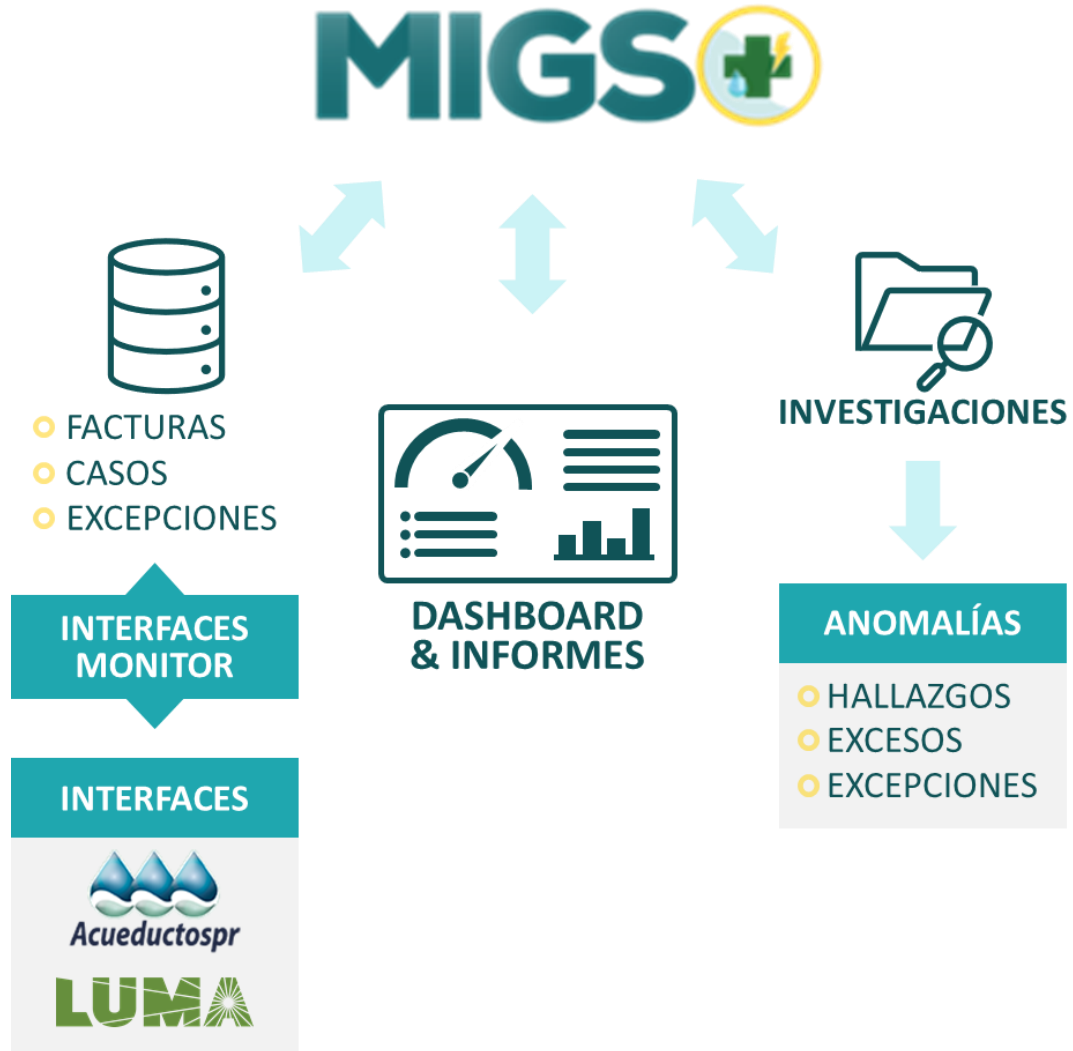 MIGS
FACTURAS
CASOS
EXCEPCIONES
INTERFACES
MONITOR
INTERFACES
Acueductospr
LUMA
DASHBOARD
& INFORMES
INVESTIGACIONES
ANOMALÍAS
HALLAZGOS
EXCESOS
EXCEPCIONES